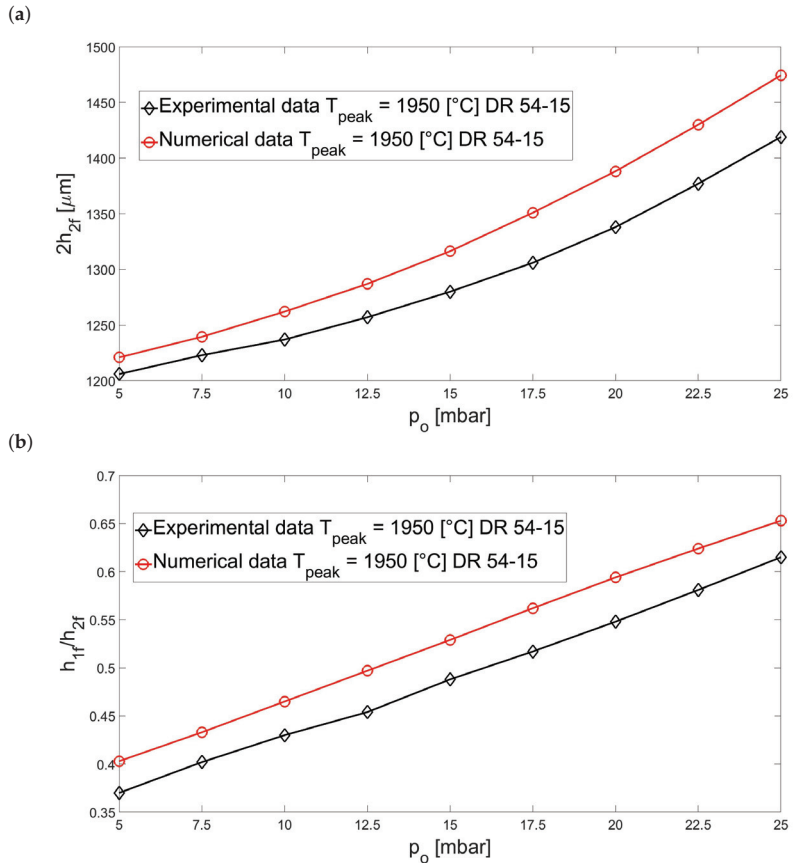 (a)
1500
1450
1400
1350
1300
1250
1200
2h2f [μm]
Experimental data Tpeak = 1950 [°C] DR 54-15
Numerical data Tpeak = 1950 [°C] DR 54-15
5 7.5 10 12.5 15 17.5 20 22.5 25
po [mbar]
(b)
0.7
0.65
0.6
0.55
0.5
0.45
0.4
0.35
h1f/h2f
Experimental data Tpeak = 1950 [°C] DR 54-15
Numerical data Tpeak = 1950 [°C] DR 54-15
5 7.5 10 12.5 15 17.5 20 22.5 25
po [mbar]